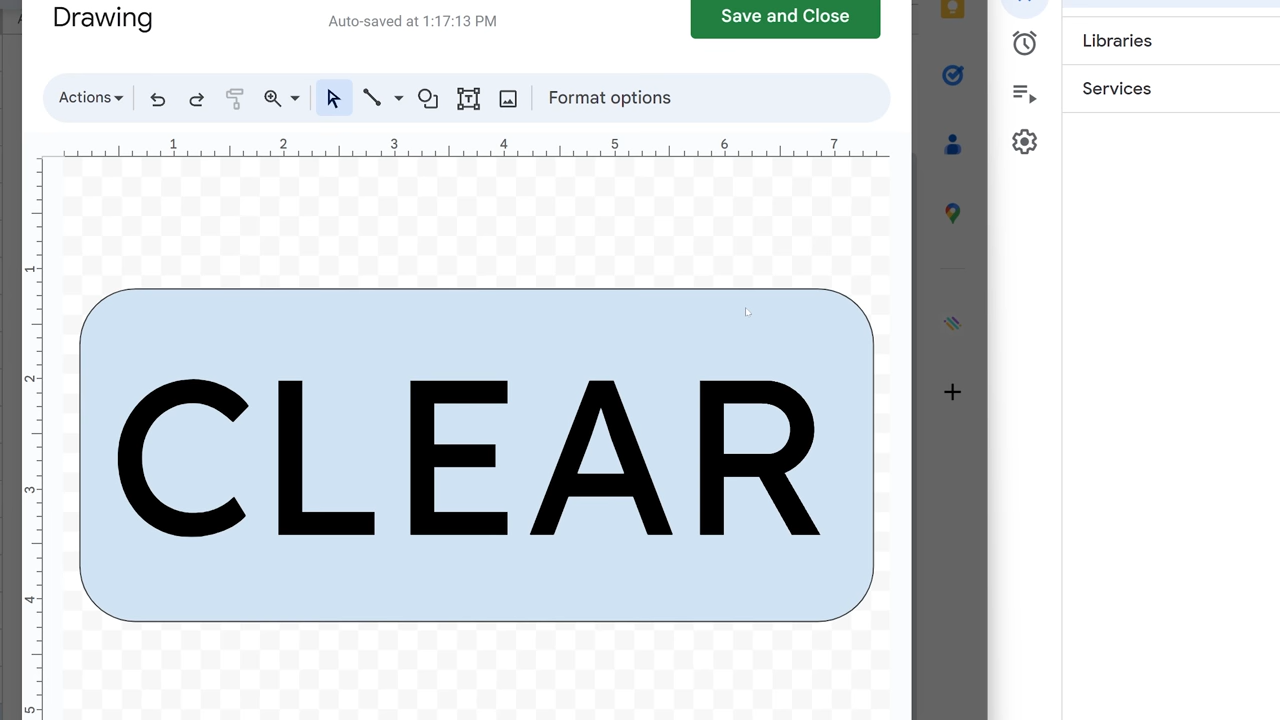 Drawing
Auto-saved at 1:17:13 PM
Save and Close
Libraries
Services
Actions
Format options
1 2 3 4 5 6 7
1
2
3
4
5
CLEAR